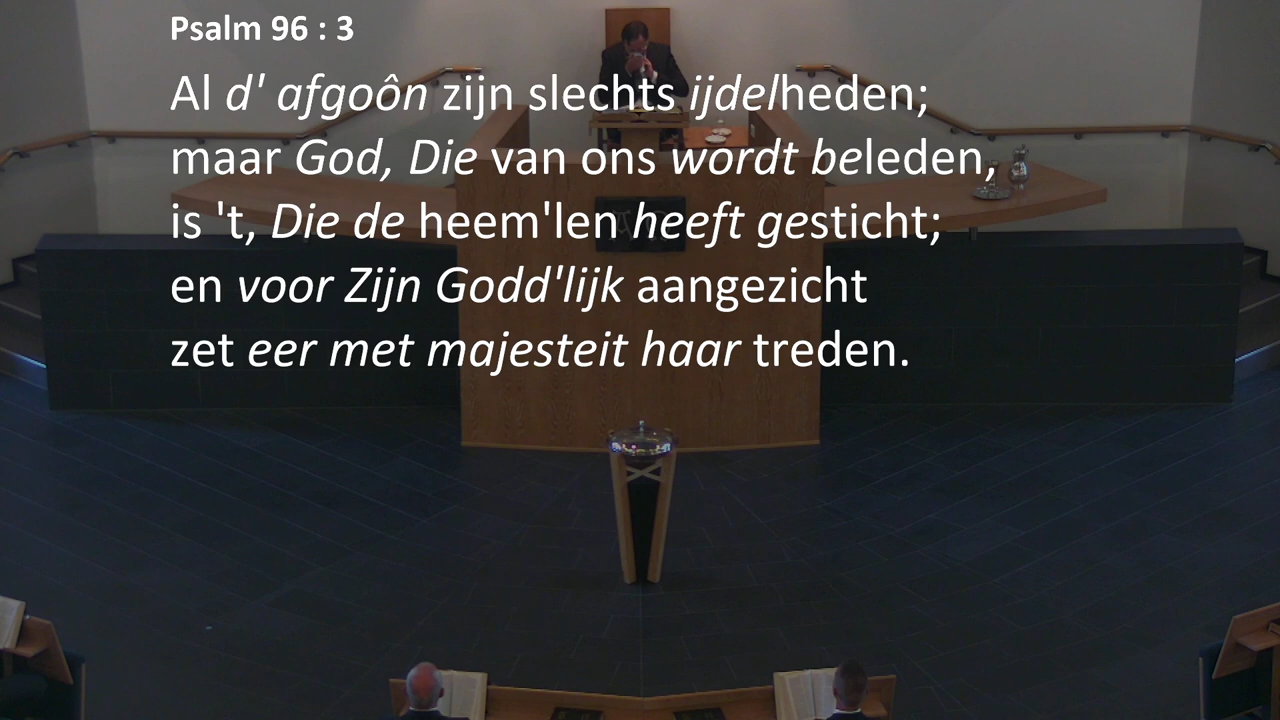 Psalm 96 : 3
Al d' afgoôn zijn slechts ijdelheden;
maar God, Die van ons wordt beleden,
is 't, Die de heem'len heeft gesticht;
en voor Zijn Godd'lijk aangezicht
zet eer met majesteit haar treden.